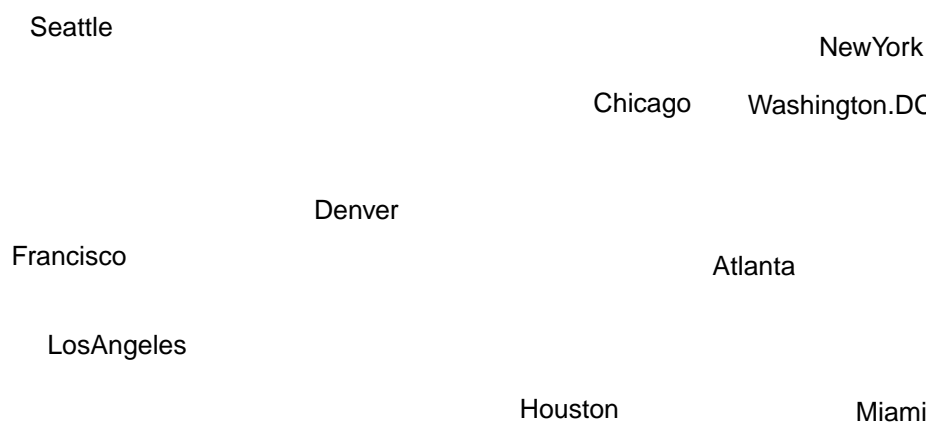 Seattle
NewYork
Chicago
Washington.DC
Denver
Francisco
Atlanta
LosAngeles
Houston
Miami